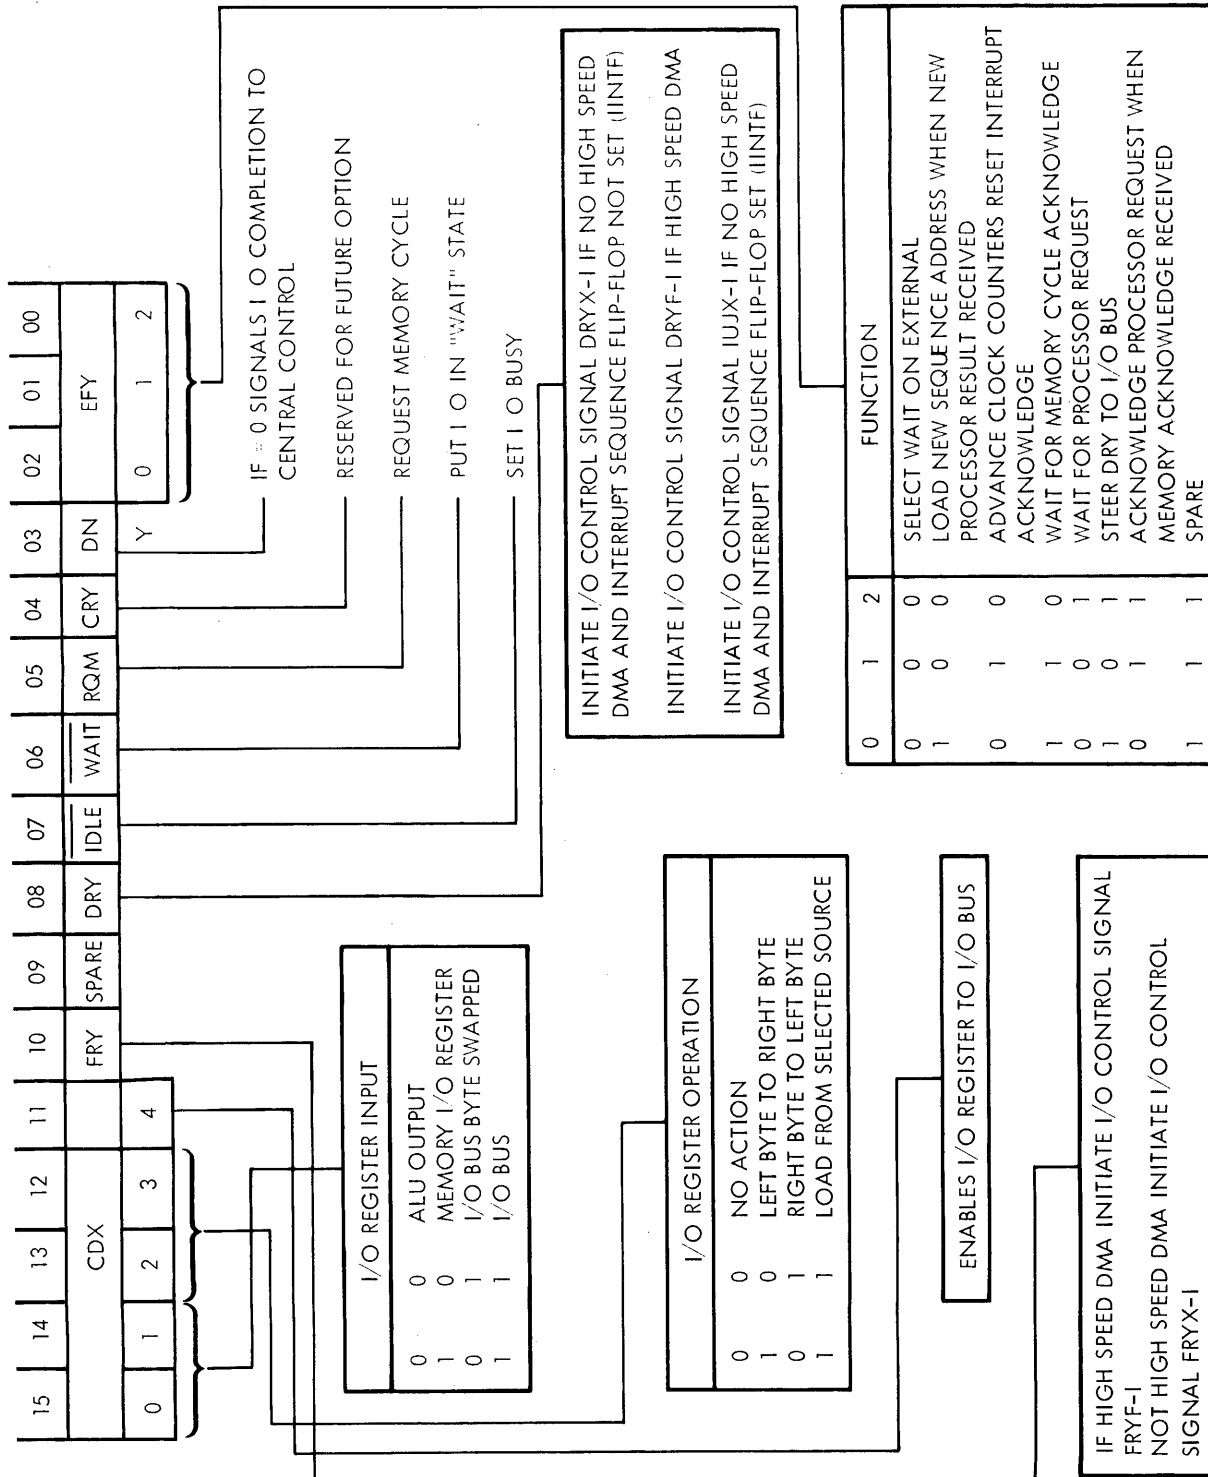 15 14 13 12 11 10 09 08 07 06 05 04 03 02 01 00
CDX FRY SPARE DRY IDLE WAIT RQM CRY DN EFY
0 1 2 3 4 Y 0 1 2
IF = 0 SIGNALS I O COMPLETION TO
CENTRAL CONTROL
RESERVED FOR FUTURE OPTION
REQUEST MEMORY CYCLE
PUT I O IN "WAIT" STATE
SET I O BUSY
I/O REGISTER INPUT
0 0 ALU OUTPUT
1 0 MEMORY I/O REGISTER
0 1 I/O BUS BYTE SWAPPED
1 1 I/O BUS
INITIATE I/O CONTROL SIGNAL DRYX-I IF NO HIGH SPEED
DMA AND INTERRUPT SEQUENCE FLIP-FLOP NOT SET (IINTF)
INITIATE I/O CONTROL SIGNAL DRYF-I IF HIGH SPEED DMA
INITIATE I/O CONTROL SIGNAL IUJX-I IF NO HIGH SPEED
DMA AND INTERRUPT SEQUENCE FLIP-FLOP SET (IINTF)
I/O REGISTER OPERATION
0 0 NO ACTION
1 0 LEFT BYTE TO RIGHT BYTE
0 1 RIGHT BYTE TO LEFT BYTE
1 1 LOAD FROM SELECTED SOURCE
ENABLES I/O REGISTER TO I/O BUS
0 1 2 FUNCTION
0 0 0 SELECT WAIT ON EXTERNAL
1 0 0 LOAD NEW SEQUENCE ADDRESS WHEN NEW
PROCESSOR RESULT RECEIVED
0 1 0 ADVANCE CLOCK COUNTERS RESET INTERRUPT
ACKNOWLEDGE
1 1 0 WAIT FOR MEMORY CYCLE ACKNOWLEDGE
0 0 1 WAIT FOR PROCESSOR REQUEST
1 0 1 STEER DRY TO I/O BUS
0 1 1 ACKNOWLEDGE PROCESSOR REQUEST WHEN
MEMORY ACKNOWLEDGE RECEIVED
1 1 1 SPARE
IF HIGH SPEED DMA INITIATE I/O CONTROL SIGNAL
FRYF-I
NOT HIGH SPEED DMA INITIATE I/O CONTROL
SIGNAL FRYX-I